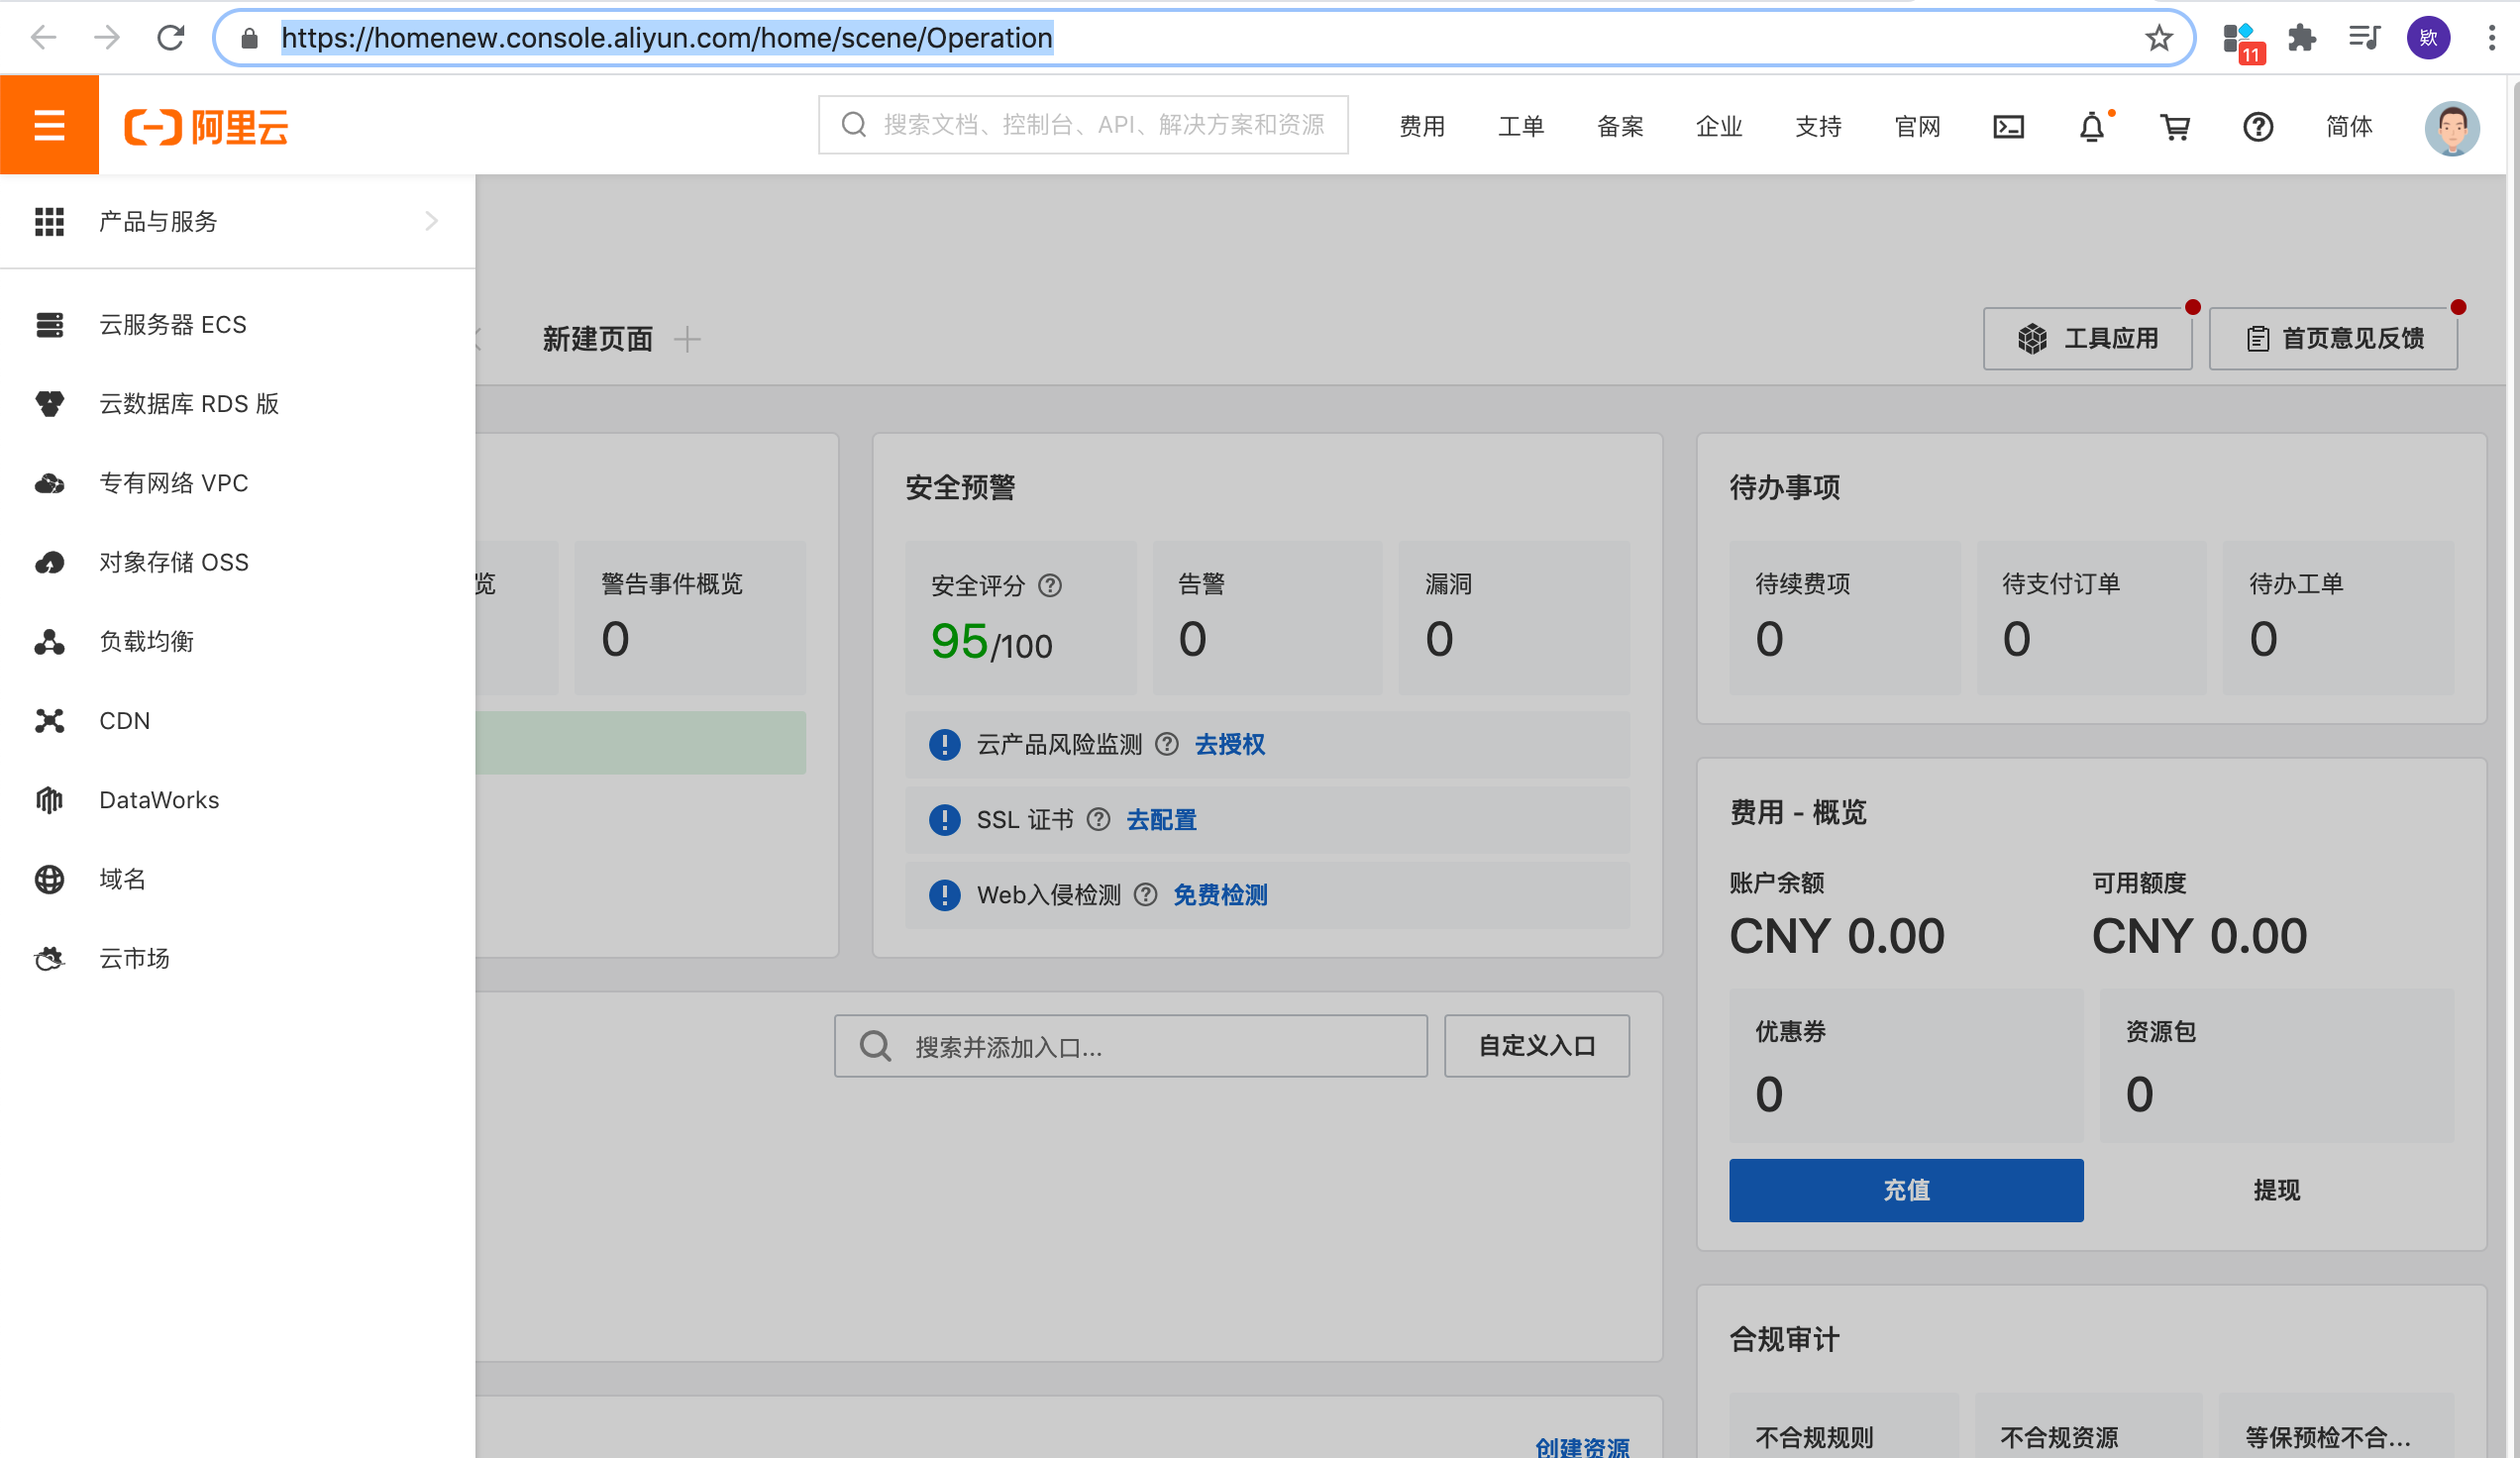 https://homenew.console.aliyun.com/home/scene/Operation
11
欤
阿里云
搜索文档、控制台、API、解决方案和资源
费用
工单
备案
企业
支持
官网
简体
产品与服务
云服务器 ECS
云数据库 RDS 版
专有网络 VPC
对象存储 OSS
负载均衡
CDN
DataWorks
域名
云市场
新建页面
工具应用
首页意见反馈
览
警告事件概览
0
安全预警
安全评分
95/100
告警
0
漏洞
0
云产品风险监测 去授权
SSL 证书 去配置
Web入侵检测 免费检测
待办事项
待续费项
0
待支付订单
0
待办工单
0
费用 - 概览
账户余额
CNY 0.00
可用额度
CNY 0.00
优惠券
0
资源包
0
充值
提现
搜索并添加入口...
自定义入口
合规审计
不合规规则
不合规资源
等保预检不合...
创建资源